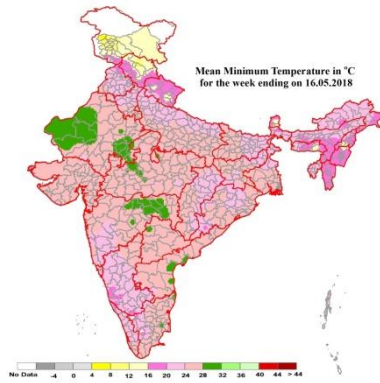 Mean Minimum Temperature in °C
for the week ending on 16.05.2018
No Data -4 0 4 8 12 16 20 24 28 32 36 40 44 > 44